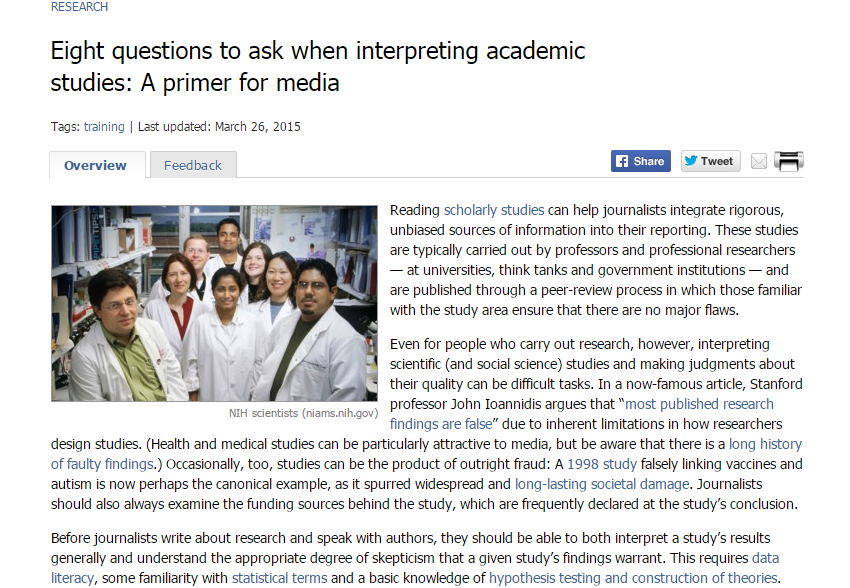 RESEARCH
Eight questions to ask when interpreting academic
studies: A primer for media
Tags: training | Last updated: March 26, 2015
Overview
Feedback
Share
Tweet
Reading scholarly studies can help journalists integrate rigorous,
unbiased sources of information into their reporting. These studies
are typically carried out by professors and professional researchers
— at universities, think tanks and government institutions — and
are published through a peer-review process in which those familiar
with the study area ensure that there are no major flaws.
Even for people who carry out research, however, interpreting
scientific (and social science) studies and making judgments about
their quality can be difficult tasks. In a now-famous article, Stanford
professor John Ioannidis argues that “most published research
NIH scientists (niams.nih.gov)
findings are false” due to inherent limitations in how researchers
design studies. (Health and medical studies can be particularly attractive to media, but be aware that there is a long history
of faulty findings.) Occasionally, too, studies can be the product of outright fraud: A 1998 study falsely linking vaccines and
autism is now perhaps the canonical example, as it spurred widespread and long-lasting societal damage. Journalists
should also always examine the funding sources behind the study, which are frequently declared at the study’s conclusion.
Before journalists write about research and speak with authors, they should be able to both interpret a study’s results
generally and understand the appropriate degree of skepticism that a given study’s findings warrant. This requires data
literacy, some familiarity with statistical terms and a basic knowledge of hypothesis testing and construction of theories.